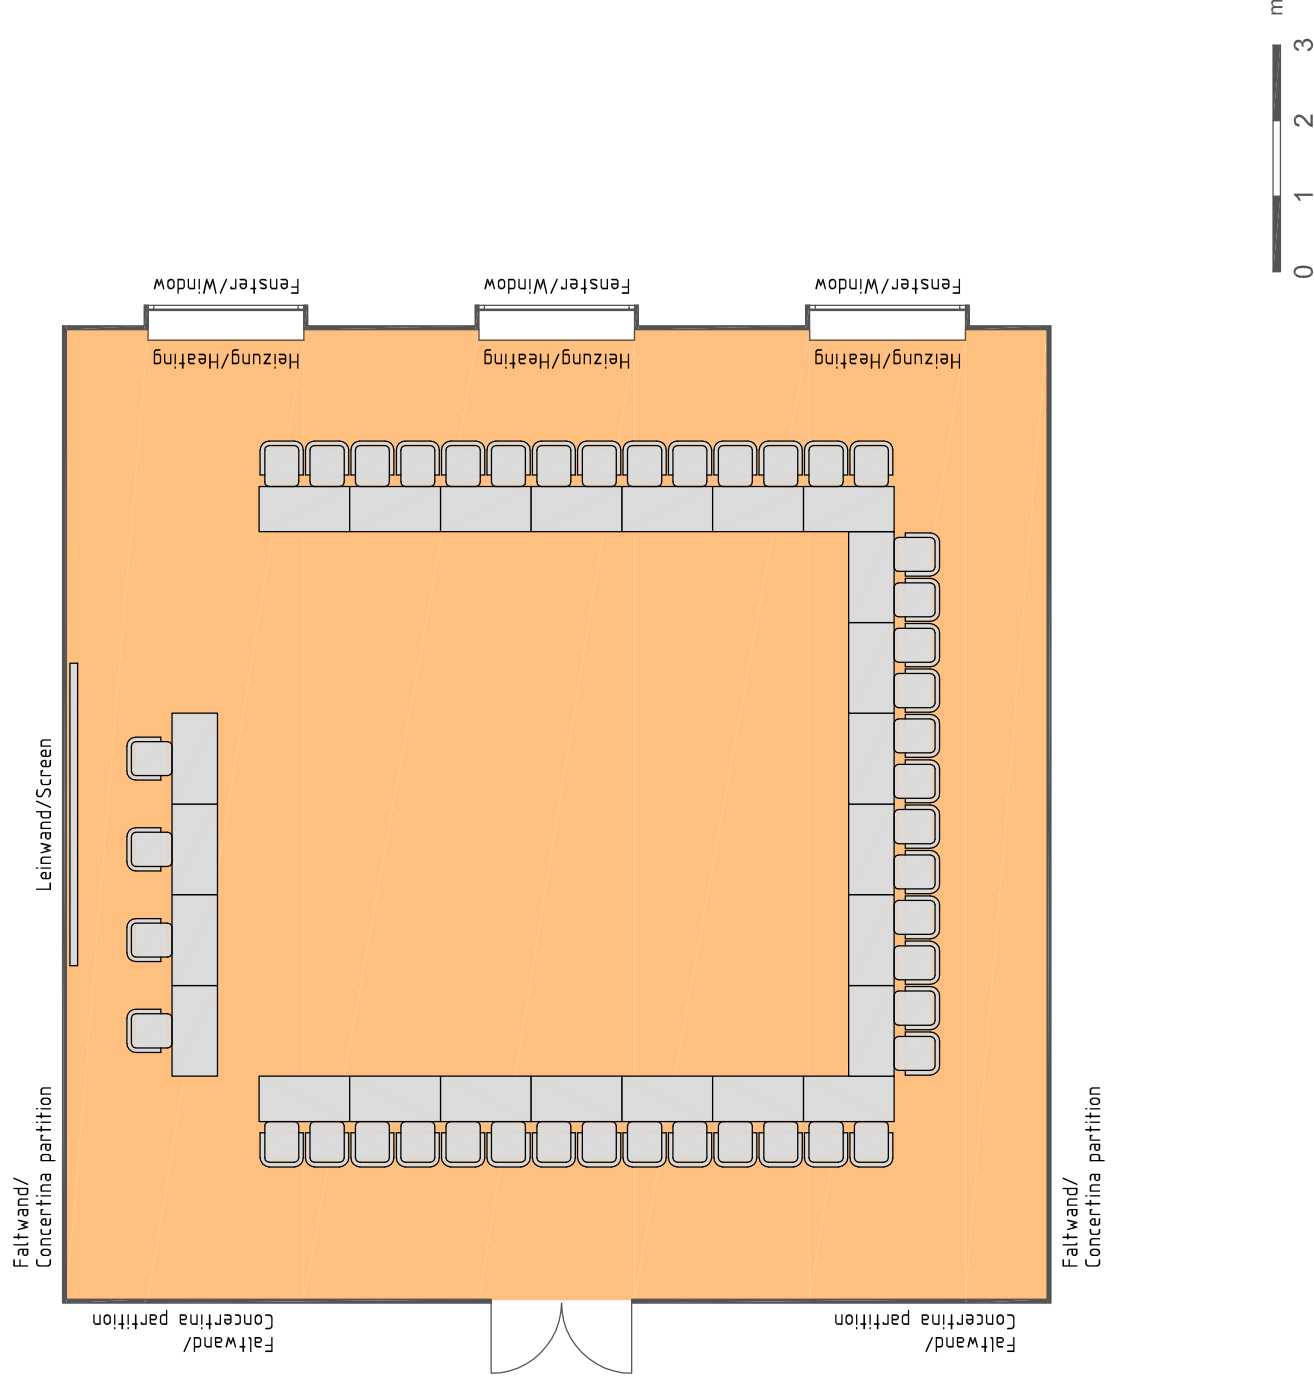 m
3
2
1
0
Fenster/Window
Fenster/Window
Fenster/Window
Heizung/Heating
Heizung/Heating
Heizung/Heating
Leinwand/Screen
Faltwand/
Concertina partition
Faltwand/
Concertina partition
Faltwand/
Concertina partition
Faltwand/
Concertina partition